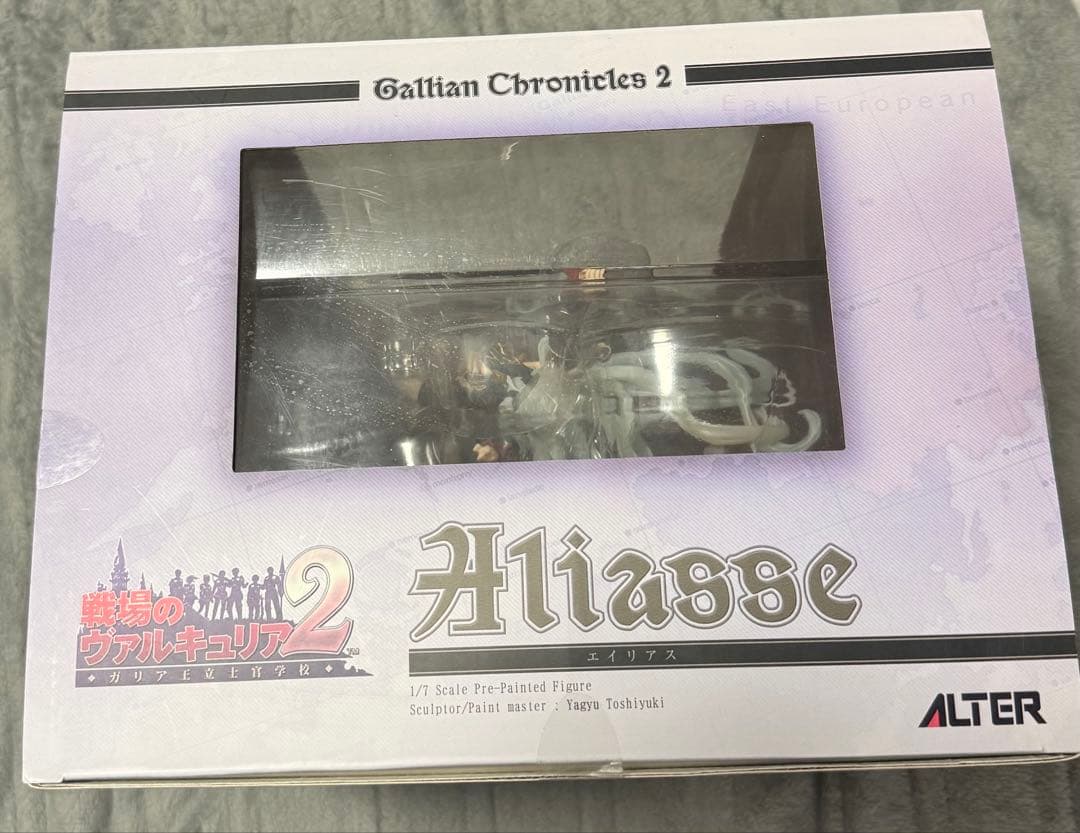 Gallian Chronicles 2
East European
Aliasse
エイリアス
戦場の
ヴァルキュリア2
TM
ガリア王立士官学校
1/7 Scale Pre-Painted Figure
Sculptor/Paint master : Yagyu Toshiyuki
ALTER